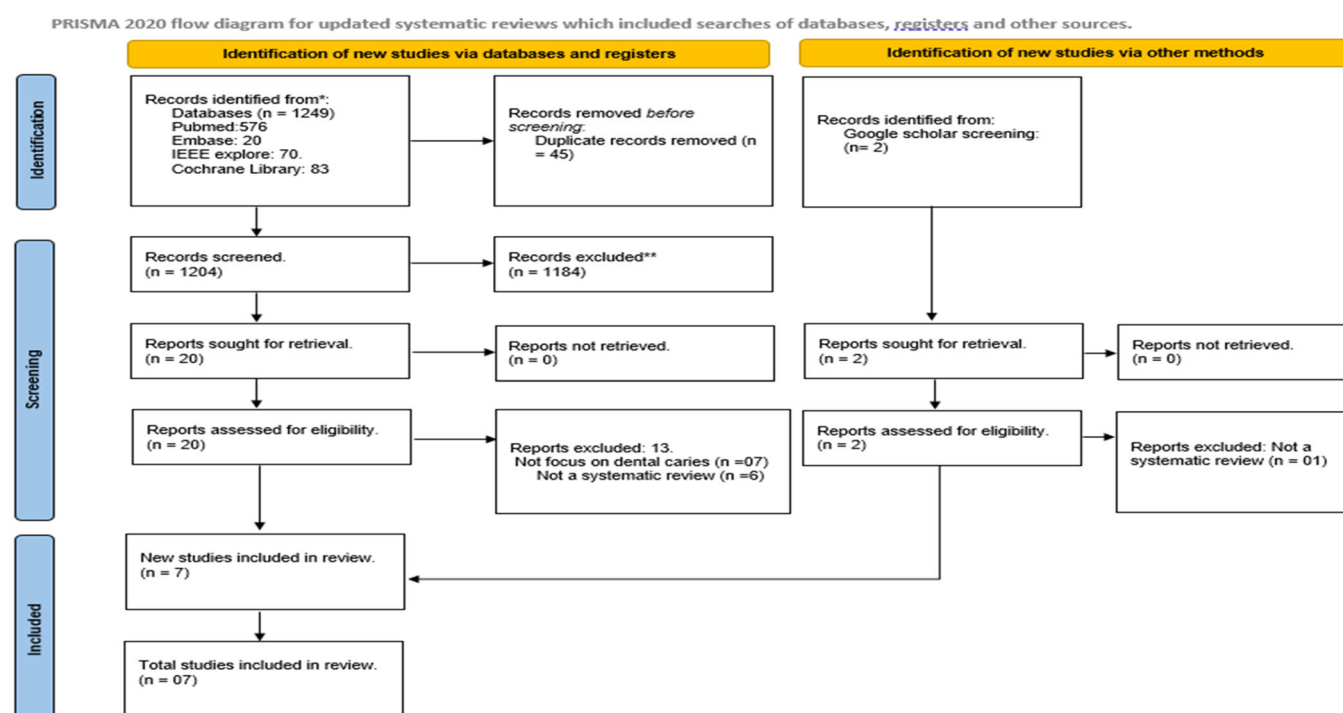 PRISMA 2020 flow diagram for updated systematic reviews which included searches of databases, registers and other sources.
Identification of new studies via databases and registers
Identification of new studies via other methods
Identification
Records identified from*:
Databases (n = 1249)
Pubmed:576
Embase: 20
IEEE explore: 70.
Cochrane Library: 83
Records removed before
screening:
Duplicate records removed (n
= 45)
Records identified from:
Google scholar screening:
(n= 2)
Screening
Records screened.
(n = 1204)
Records excluded**
(n = 1184)
Reports sought for retrieval.
(n = 20)
Reports not retrieved.
(n = 0)
Reports sought for retrieval.
(n = 2)
Reports not retrieved.
(n = 0)
Reports assessed for eligibility.
(n = 20)
Reports excluded: 13.
Not focus on dental caries (n =07)
Not a systematic review (n =6)
Reports assessed for eligibility.
(n = 2)
Reports excluded: Not a
systematic review (n = 01)
Included
New studies included in review.
(n = 7)
Total studies included in review.
(n = 07)